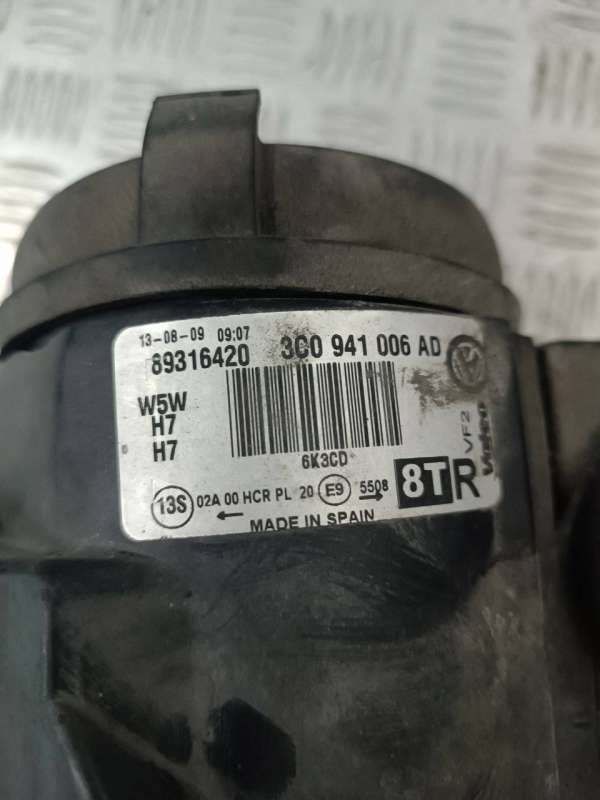 13-08-09 09:07
89316420 3C0 941 006 AD
W5W
H7
H7
6K3CD
VF2
Valeo
13S 02A 00 HCR PL 20 E9 5508
8T R
MADE IN SPAIN